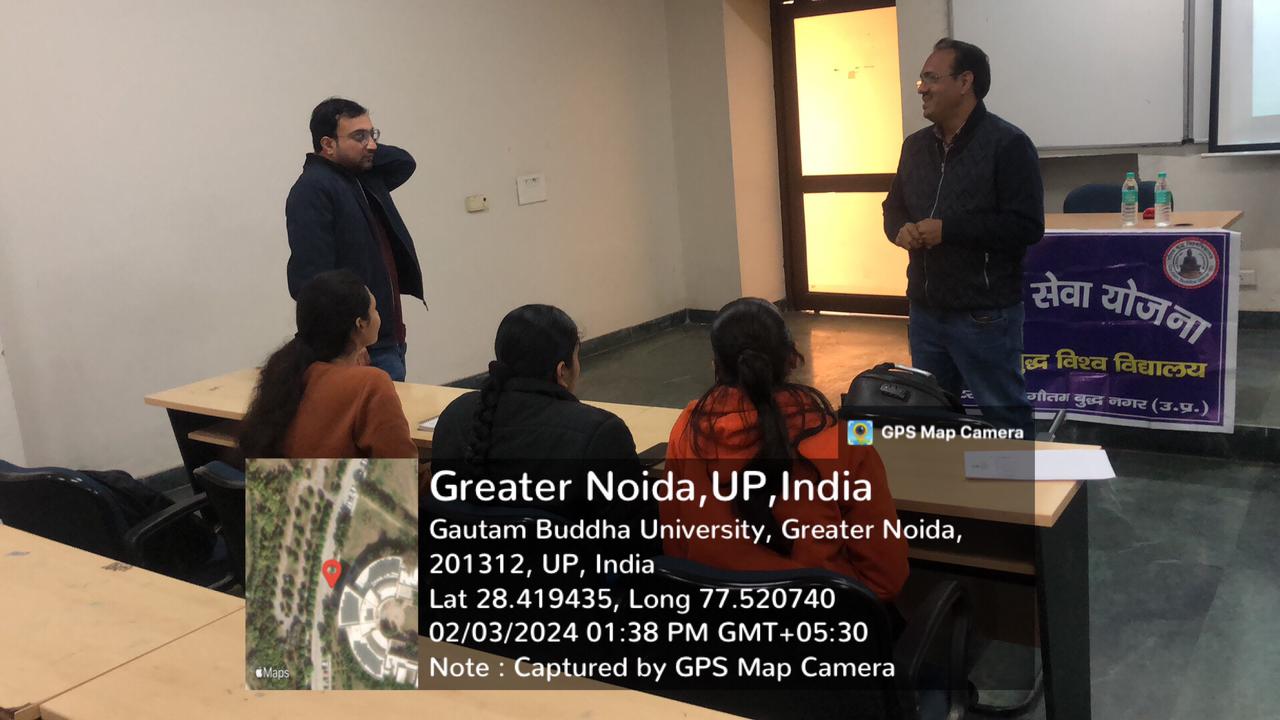 सेवा योजना
बुद्ध विश्व विद्यालय
गौतम बुद्ध नगर (उ.प्र.)
GPS Map Camera
Greater Noida,UP,India
Gautam Buddha University, Greater Noida,
201312, UP, India
Lat 28.419435, Long 77.520740
02/03/2024 01:38 PM GMT+05:30
Note : Captured by GPS Map Camera
Maps